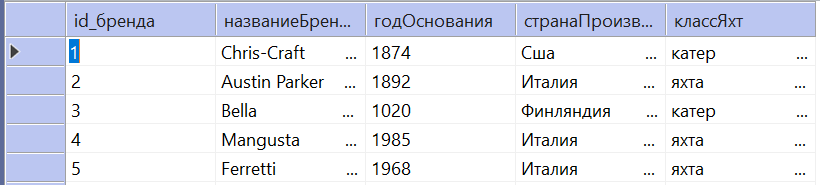 id_бренда названиеБрен... годОснования странаПроизв... классЯхт
1 Chris-Craft ... 1874 Сша ... катер ...
2 Austin Parker ... 1892 Италия ... яхта ...
3 Bella ... 1020 Финляндия ... катер ...
4 Mangusta ... 1985 Италия ... яхта ...
5 Ferretti ... 1968 Италия ... яхта ...